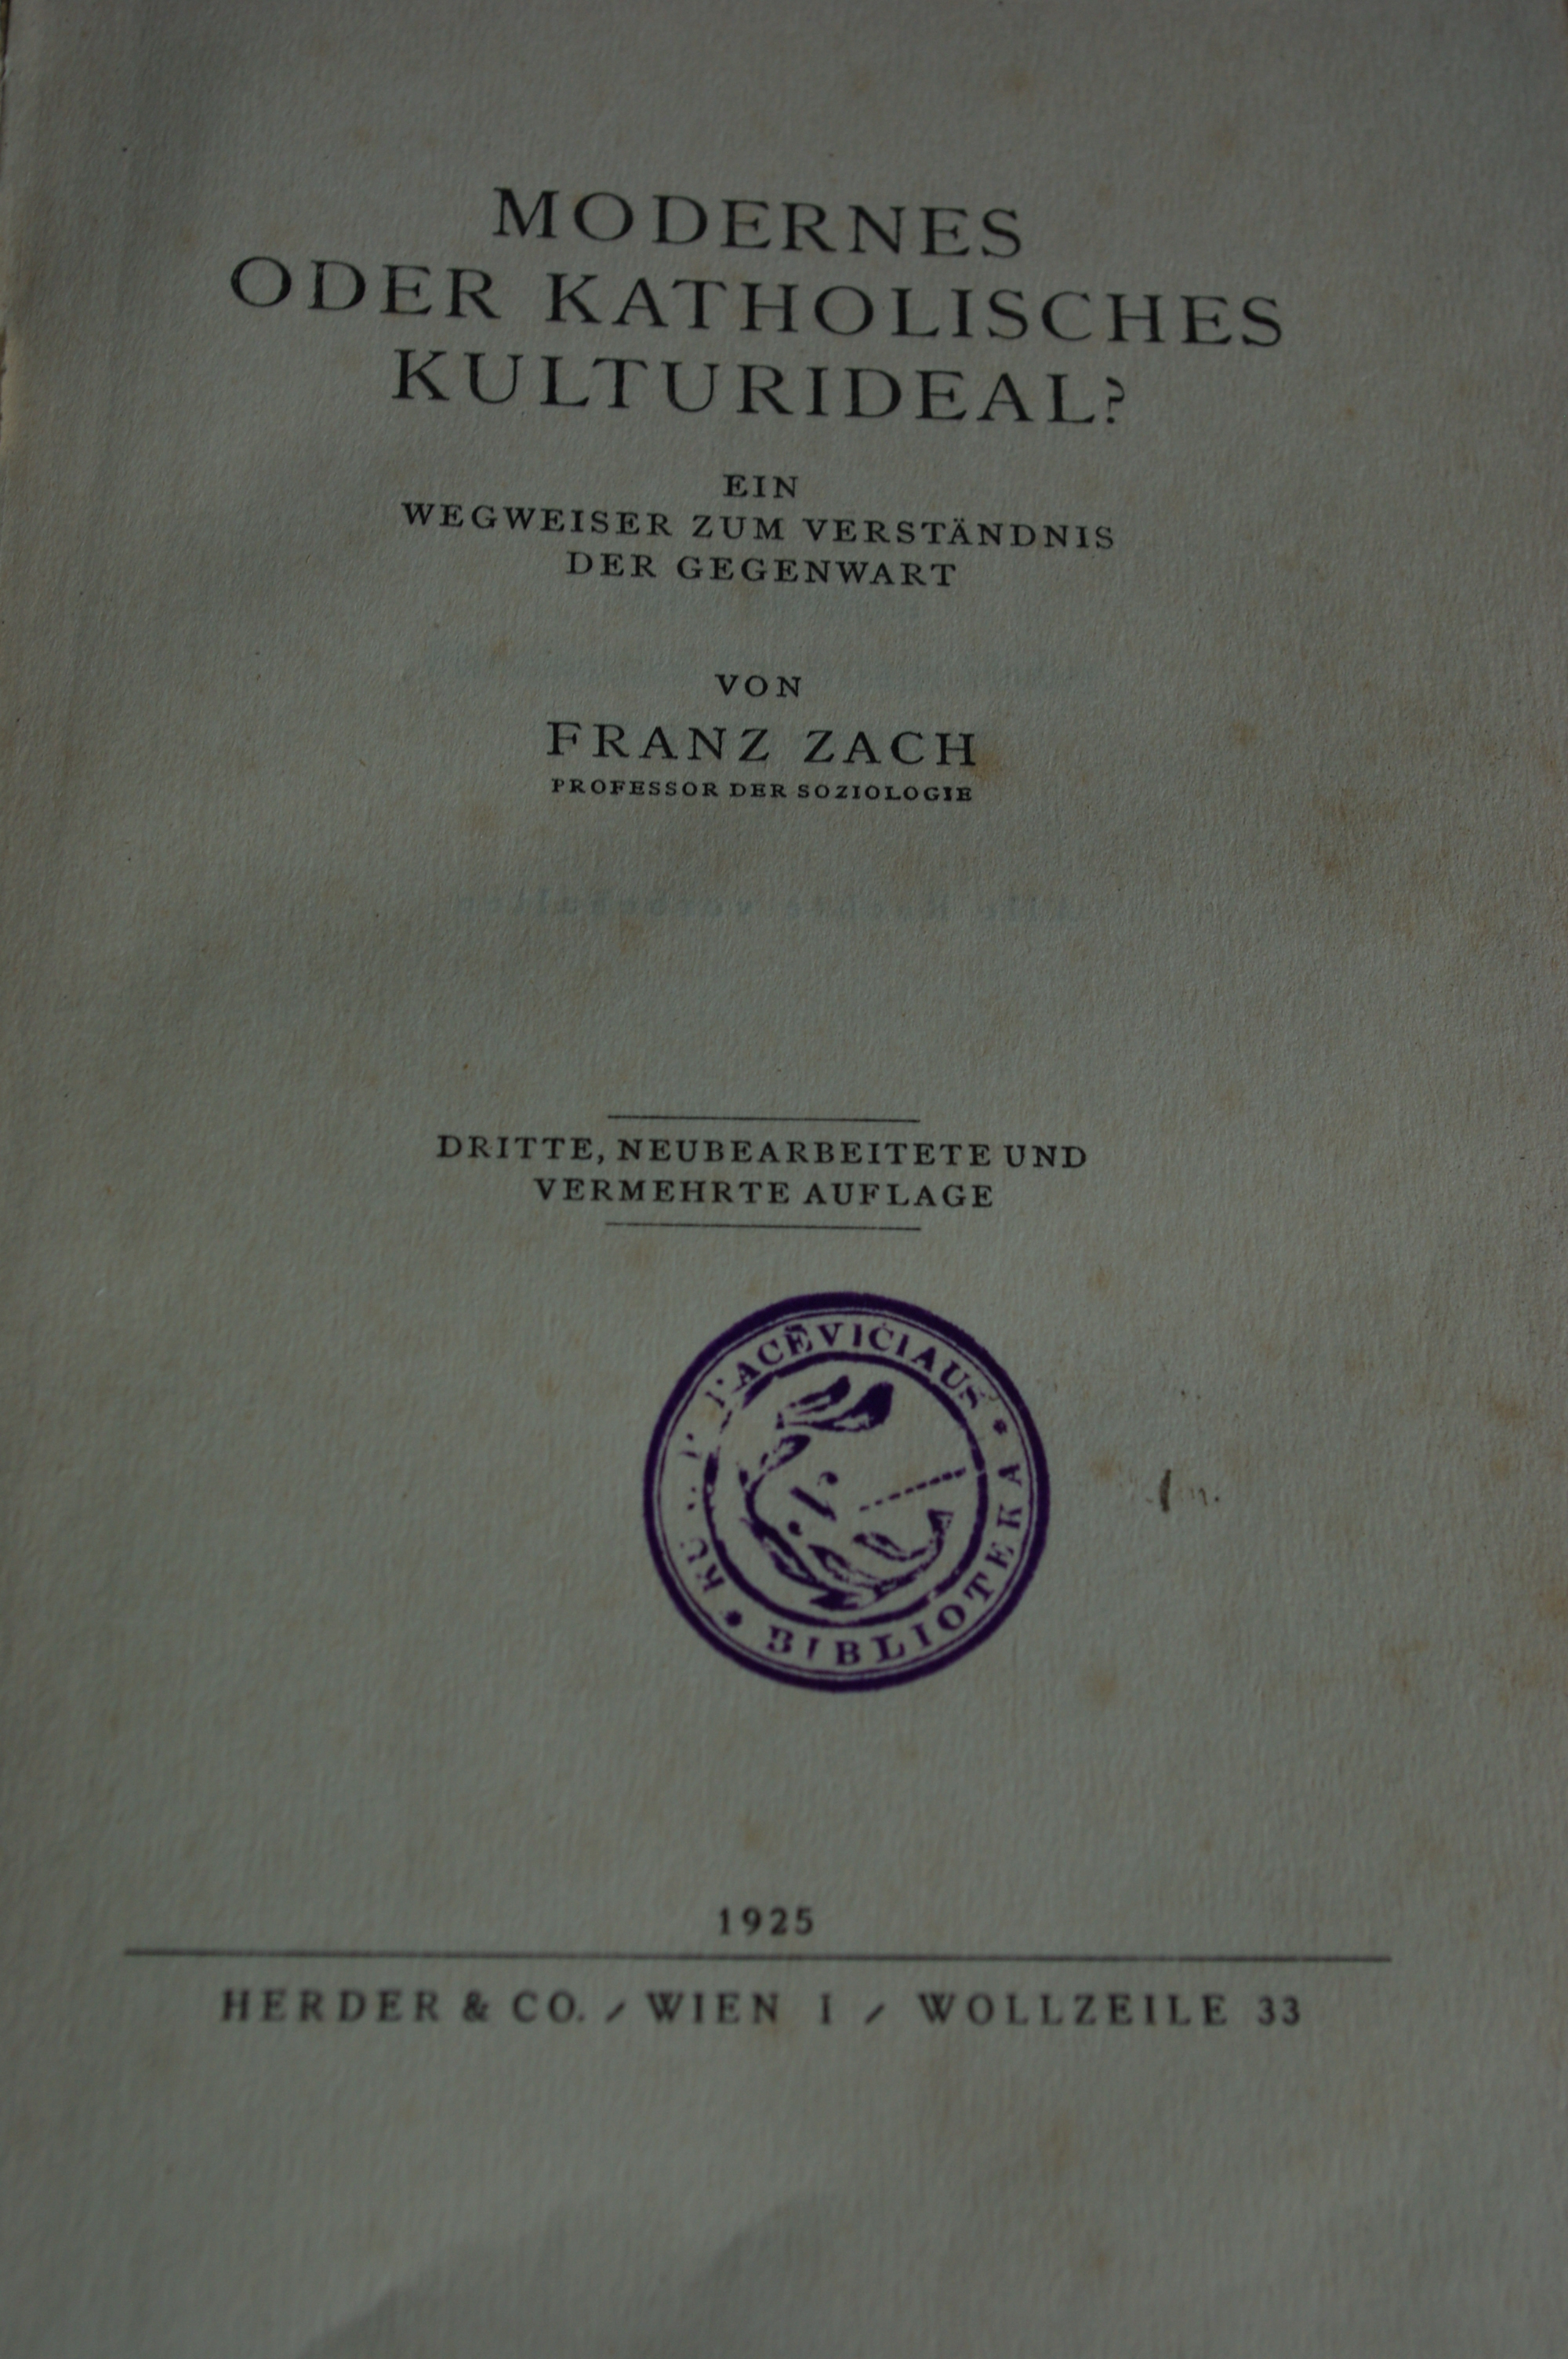 MODERNES
ODER KATHOLISCHES
KULTURIDEAL?
EIN
WEGWEISER ZUM VERSTÄNDNIS
DER GEGENWART
VON
FRANZ ZACH
PROFESSOR DER SOZIOLOGIE
DRITTE, NEUBEARBEITETE UND
VERMEHRTE AUFLAGE
BIBLIOTEKA
1925
HERDER & CO. / WIEN I / WOLLZEILE 33